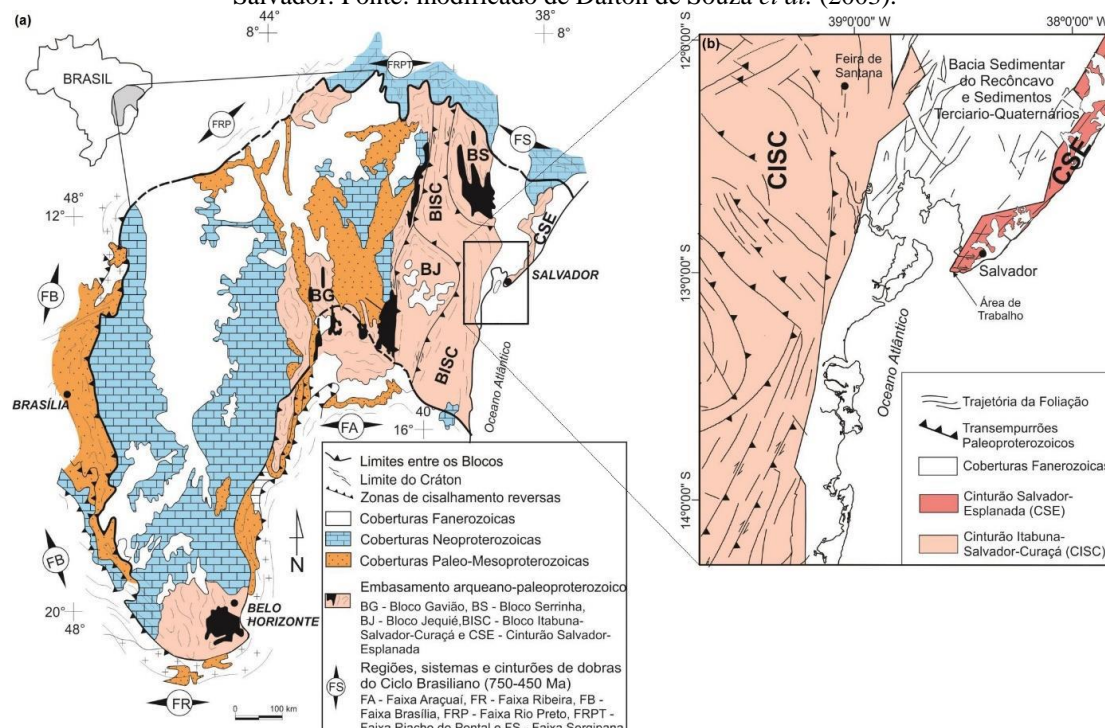 Salvador. Fonte: modificado de Dalton de Souza et al. (2003).
(a)
44°
8°
38°
8°
BRASIL
FRPT
FRP
FS
BS
BISC
48°
12°
CSE
BJ
SALVADOR
FB
BG
BISC
Oceano Atlântico
BRASÍLIA
40
16°
FA
FB
N
20°
48°
BELO
HORIZONTE
FR
0 100 km
Limites entre os Blocos
Limite do Cráton
Zonas de cisalhamento reversas
Coberturas Fanerozoicas
Coberturas Neoproterozoicas
Coberturas Paleo-Mesoproterozoicas
Embasamento arqueano-paleoproterozoico
BG - Bloco Gavião, BS - Bloco Serrinha,
BJ - Bloco Jequié,BISC - Bloco Itabuna-
Salvador-Curaçá e CSE - Cinturão Salvador-
Esplanada
Regiões, sistemas e cinturões de dobras
do Ciclo Brasiliano (750-450 Ma)
FS
FA - Faixa Araçuaí, FR - Faixa Ribeira, FB -
Faixa Brasília, FRP - Faixa Rio Preto, FRPT -
Faixa Riacho do Pontal e FS - Faixa Sergipana
(b)
39°0'0" W
38°0'0" W
12°0'0" S
Feira de
Santana
Bacia Sedimentar
do Recôncavo
e Sedimentos
Terciario-Quaternários
CISC
CSE
13°0'0" S
Salvador
Área de
Trabalho
Oceano Atlântico
14°0'0" S
Trajetória da Foliação
Transempurrões
Paleoproterozoicos
Coberturas Fanerozoicas
Cinturão Salvador-
Esplanada (CSE)
Cinturão Itabuna-
Salvador-Curaçá (CISC)